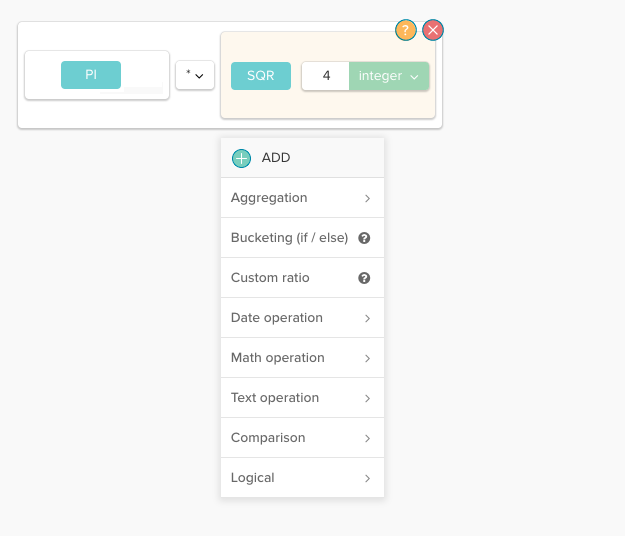 ?
PI * SQR 4 integer
ADD
Aggregation
Bucketing (if / else) ?
Custom ratio ?
Date operation
Math operation
Text operation
Comparison
Logical